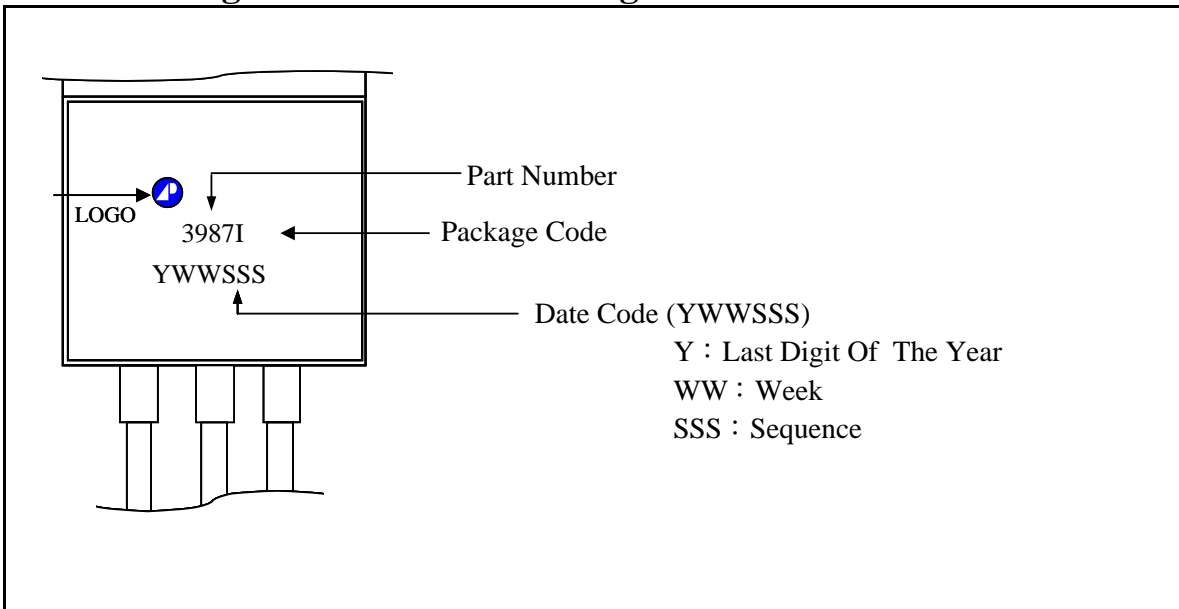 Part Number
LOGO
3987I
Package Code
YWWSSS
Date Code (YWWSSS)
Y：Last Digit Of The Year
WW：Week
SSS：Sequence